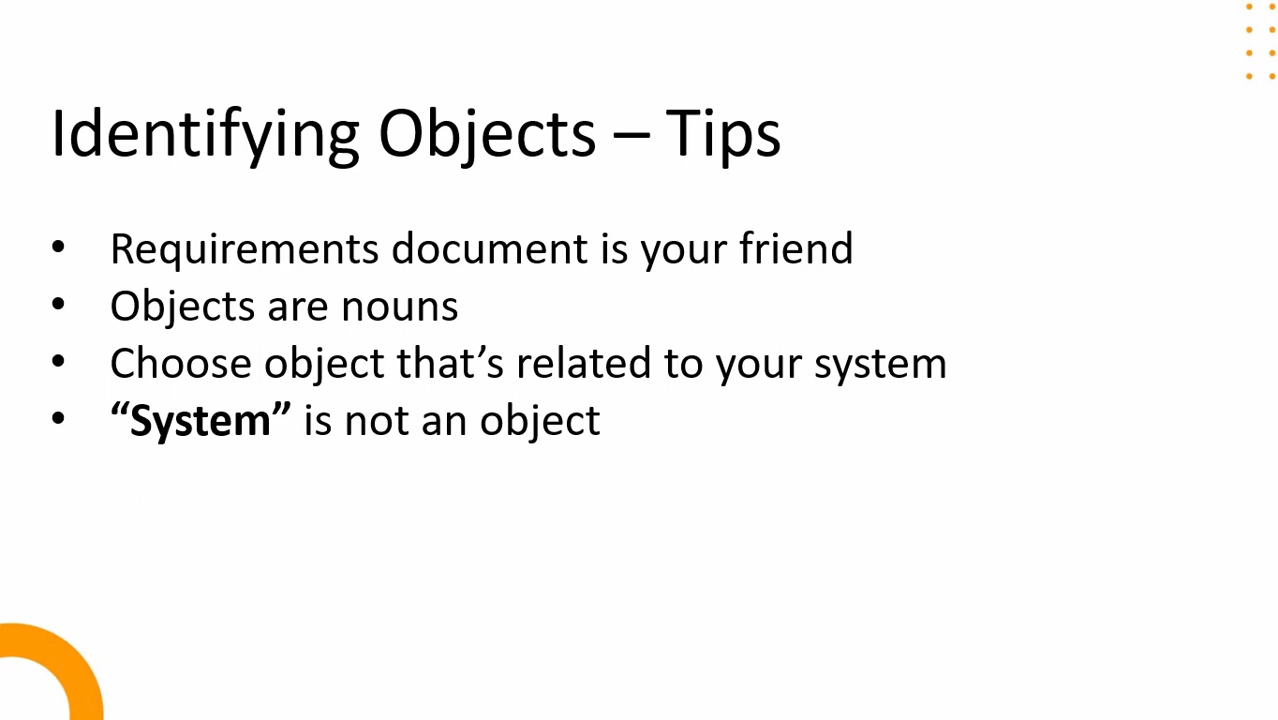 Identifying Objects – Tips
• Requirements document is your friend
• Objects are nouns
• Choose object that’s related to your system
• “System” is not an object